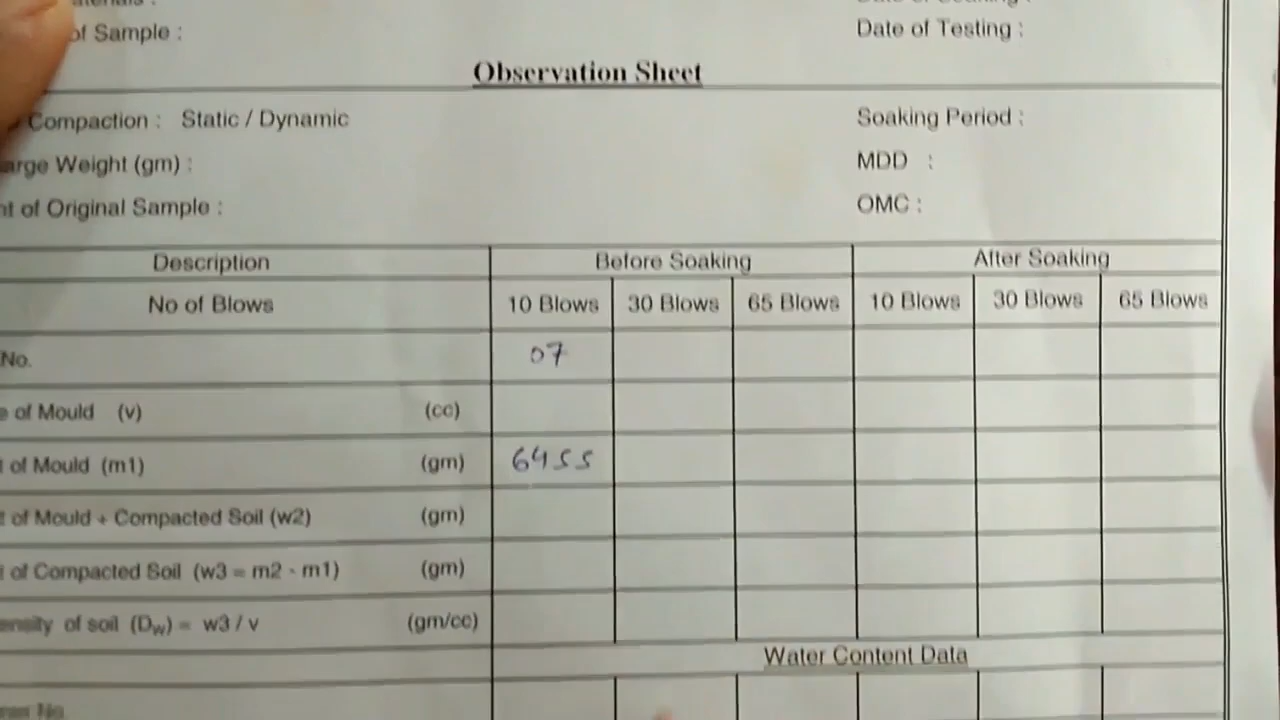 of Sample :
Date of Testing :
Observation Sheet
Compaction : Static / Dynamic
Soaking Period :
arge Weight (gm) :
MDD :
of Original Sample :
OMC :
Description Before Soaking After Soaking
No of Blows 10 Blows 30 Blows 65 Blows 10 Blows 30 Blows 65 Blows
No. 07
of Mould (v) (cc)
of Mould (m1) (gm) 6455
of Mould + Compacted Soil (w2) (gm)
of Compacted Soil (w3 = m2 - m1) (gm)
ensity of soil (Dw) = w3 / v (gm/cc)
Water Content Data
No